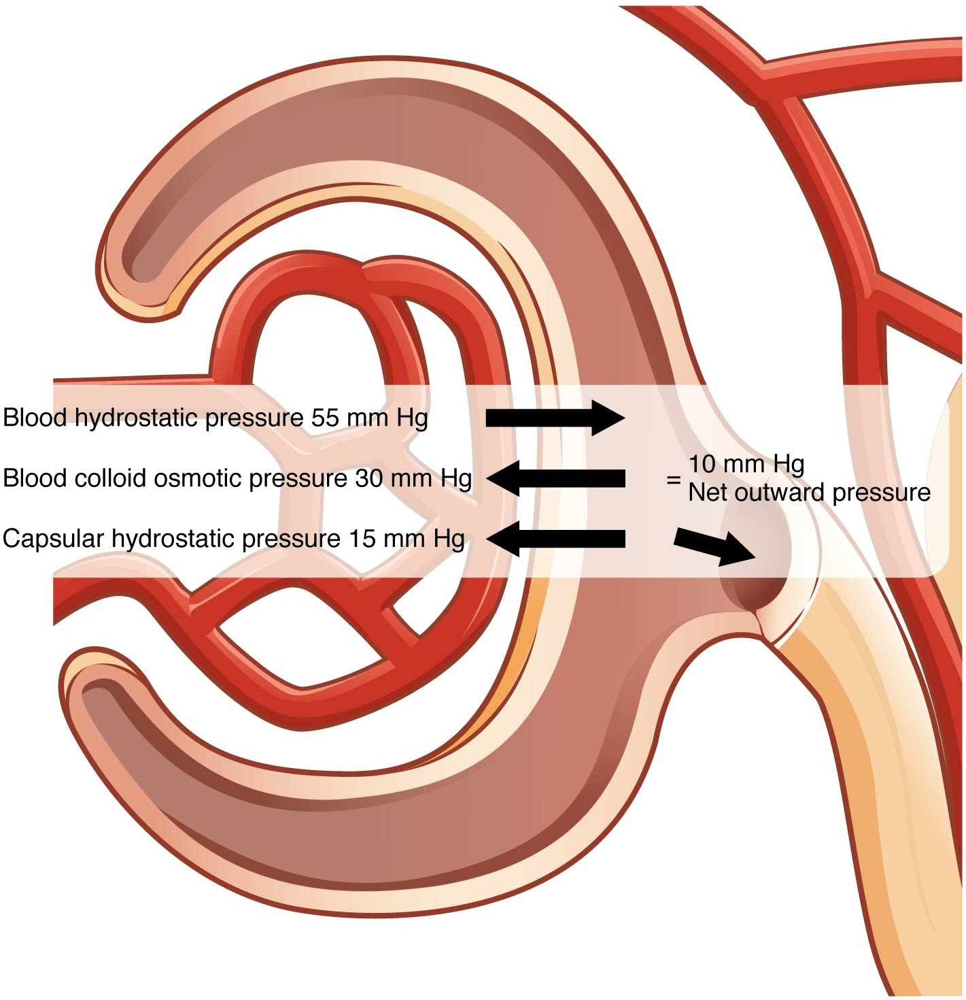 Blood hydrostatic pressure 55 mm Hg
Blood colloid osmotic pressure 30 mm Hg
Capsular hydrostatic pressure 15 mm Hg
= 10 mm Hg
Net outward pressure